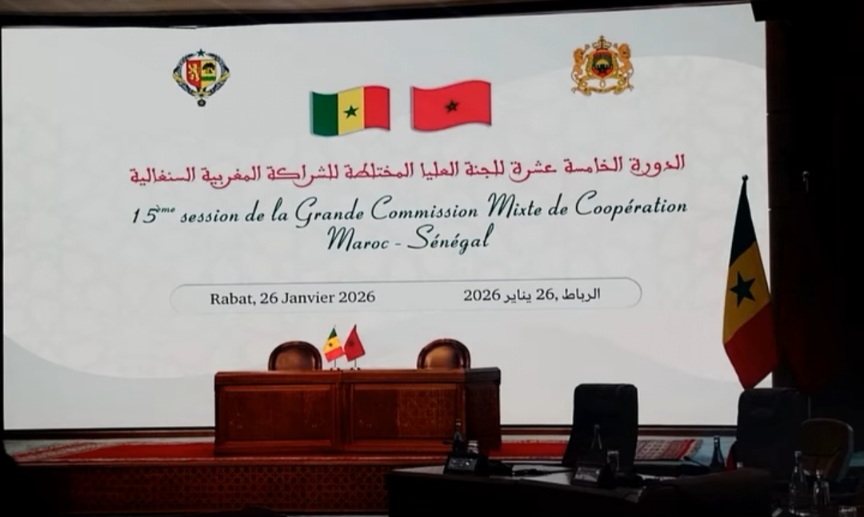 الدورة الخامسة عشرة للجنة العليا المختلطة للشراكة المغربية السنغالية
15ème session de la Grande Commission Mixte de Coopération
Maroc - Sénégal
Rabat, 26 Janvier 2026
الرباط ,26 يناير 2026